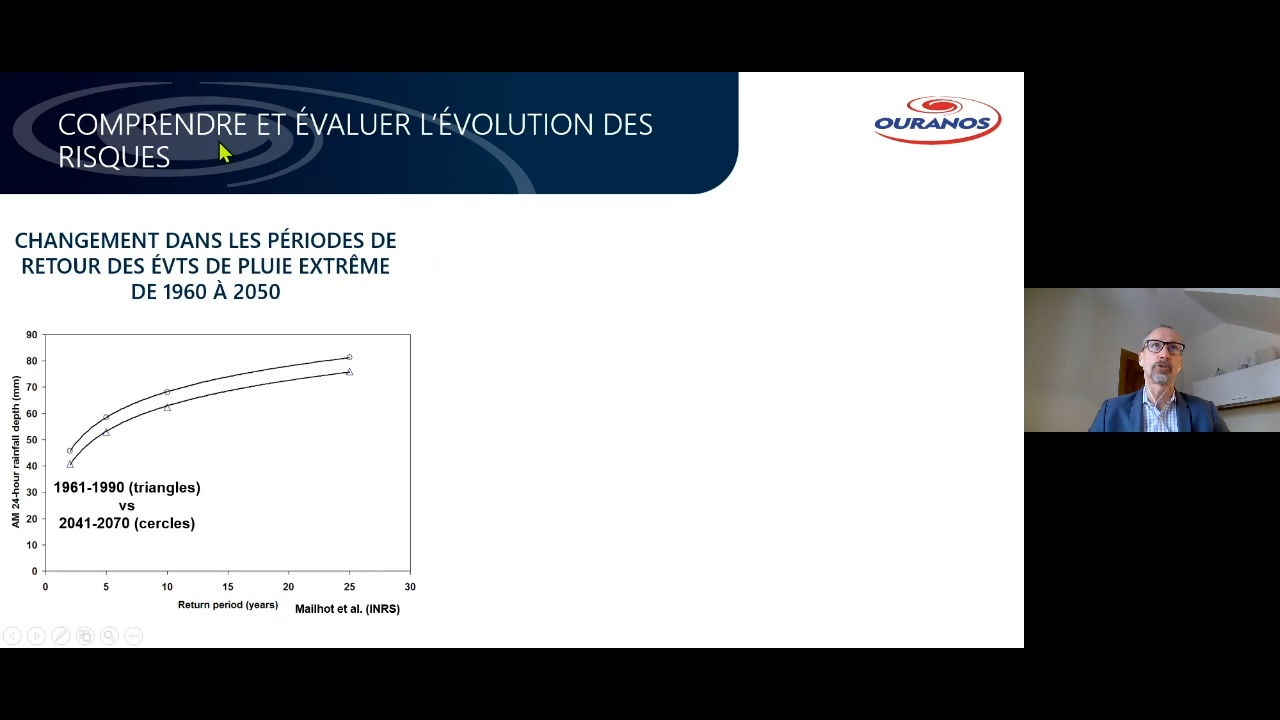 COMPRENDRE ET ÉVALUER L'ÉVOLUTION DES
RISQUES
OURANOS
CHANGEMENT DANS LES PÉRIODES DE
RETOUR DES ÉVTS DE PLUIE EXTRÊME
DE 1960 À 2050
90
80
70
60
50
40
30
20
10
0
AM 24-hour rainfall depth (mm)
1961-1990 (triangles)
vs
2041-2070 (cercles)
0 5 10 15 20 25 30
Return period (years)
Mailhot et al. (INRS)